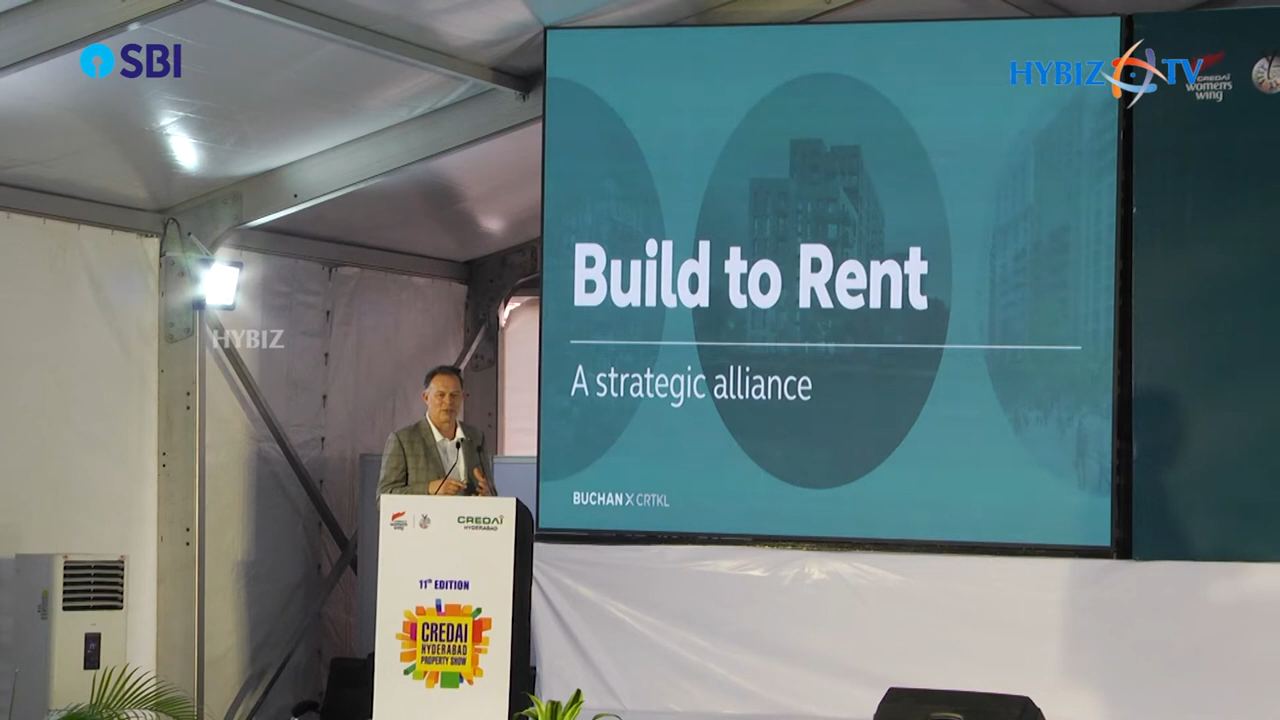 SBI
HYBIZ TV
CREDAI
women's
wing
Build to Rent
A strategic alliance
BUCHAN X CRTKL
HYBIZ
CREDAI
HYDERABAD
11th EDITION
CREDAI
HYDERABAD
PROPERTY SHOW